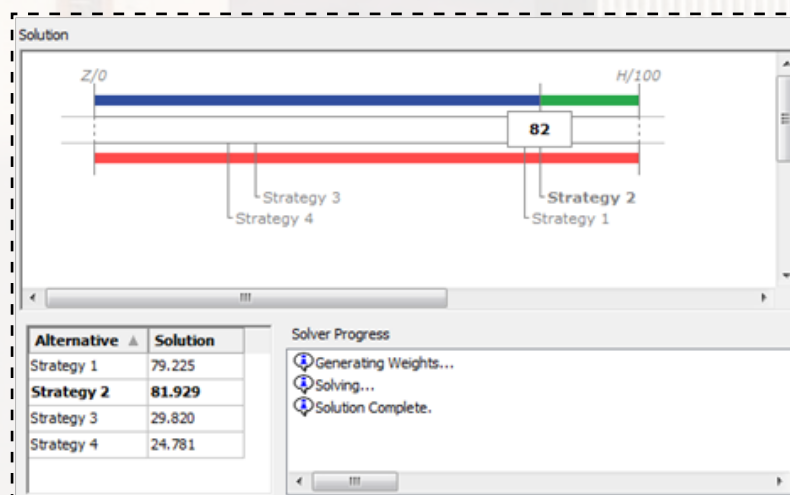 Solution
Z/0 H/100
82
Strategy 3 Strategy 2
Strategy 4 Strategy 1
Alternative Solution
Strategy 1 79.225
Strategy 2 81.929
Strategy 3 29.820
Strategy 4 24.781
Solver Progress
Generating Weights...
Solving...
Solution Complete.